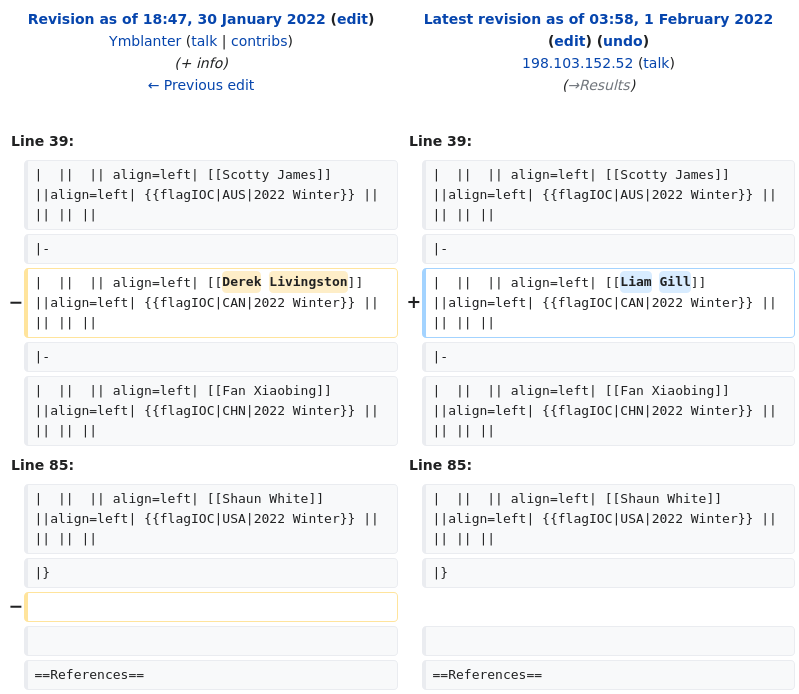 Revision as of 18:47, 30 January 2022 (edit)
Ymblanter (talk | contribs)
(+ info)
← Previous edit
Latest revision as of 03:58, 1 February 2022
(edit) (undo)
198.103.152.52 (talk)
(→Results)
Line 39:
Line 39:
|  ||  || align=left| [[Scotty James]]
||align=left| {{flagIOC|AUS|2022 Winter}} ||
|| || ||
|  ||  || align=left| [[Scotty James]]
||align=left| {{flagIOC|AUS|2022 Winter}} ||
|| || ||
|-
|-
− |  ||  || align=left| [[Derek Livingston]]
||align=left| {{flagIOC|CAN|2022 Winter}} ||
|| || ||
+ |  ||  || align=left| [[Liam Gill]]
||align=left| {{flagIOC|CAN|2022 Winter}} ||
|| || ||
|-
|-
|  ||  || align=left| [[Fan Xiaobing]]
||align=left| {{flagIOC|CHN|2022 Winter}} ||
|| || ||
|  ||  || align=left| [[Fan Xiaobing]]
||align=left| {{flagIOC|CHN|2022 Winter}} ||
|| || ||
Line 85:
Line 85:
|  ||  || align=left| [[Shaun White]]
||align=left| {{flagIOC|USA|2022 Winter}} ||
|| || ||
|  ||  || align=left| [[Shaun White]]
||align=left| {{flagIOC|USA|2022 Winter}} ||
|| || ||
|}
|}
−
==References==
==References==